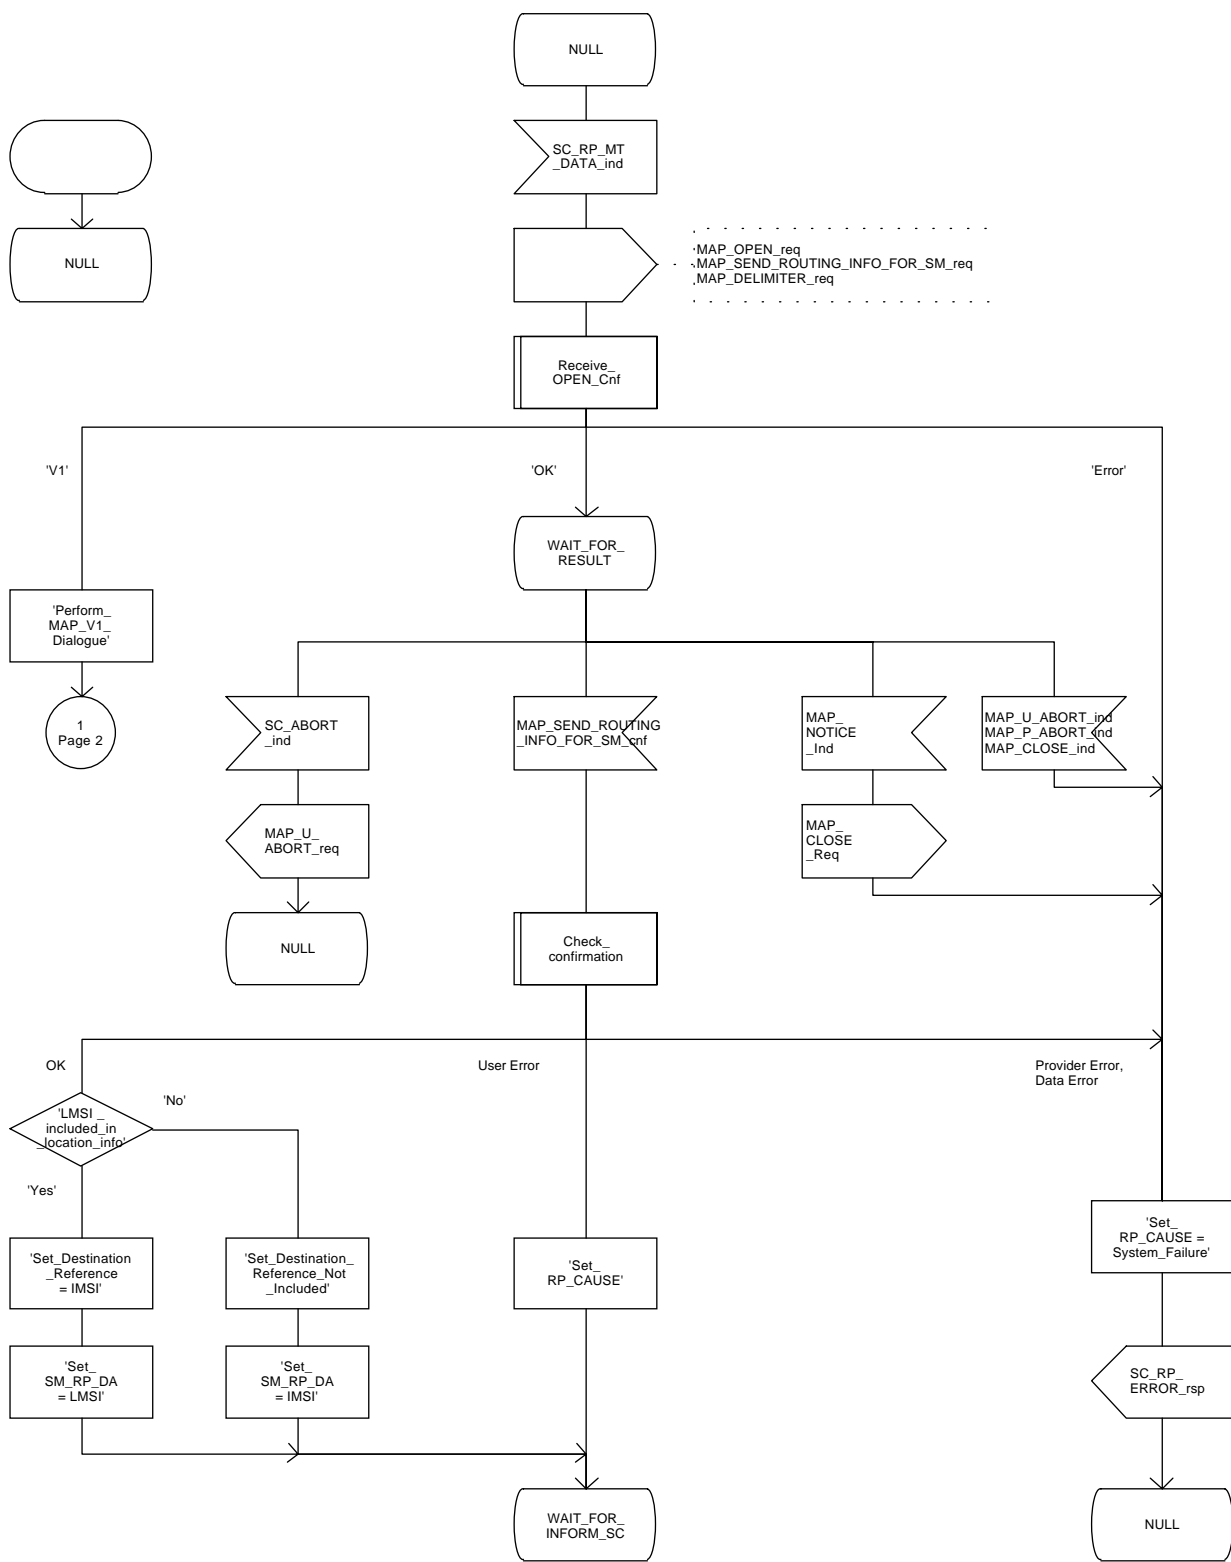 NULL
SC_RP_MT
_DATA_ind
NULL
MAP_OPEN_req
MAP_SEND_ROUTING_INFO_FOR_SM_req
MAP_DELIMITER_req
Receive_
OPEN_Cnf
'V1'
'OK'
'Error'
WAIT_FOR_
RESULT
'Perform_
MAP_V1_
Dialogue'
1
Page 2
SC_ABORT
_ind
MAP_SEND_ROUTING
_INFO_FOR_SM_cnf
MAP_
NOTICE
_Ind
MAP_U_ABORT_ind
MAP_P_ABORT_ind
MAP_CLOSE_ind
MAP_U_
ABORT_req
MAP_
CLOSE
_Req
NULL
Check_
confirmation
OK
User Error
Provider Error,
Data Error
'LMSI _
included_in
_location_info'
'No'
'Yes'
'Set_Destination
_Reference
= IMSI'
'Set_Destination_
Reference_Not
_Included'
'Set_
RP_CAUSE'
'Set_
RP_CAUSE =
System_Failure'
'Set_
SM_RP_DA
= LMSI'
'Set_
SM_RP_DA
= IMSI'
SC_RP_
ERROR_rsp
WAIT_FOR_
INFORM_SC
NULL